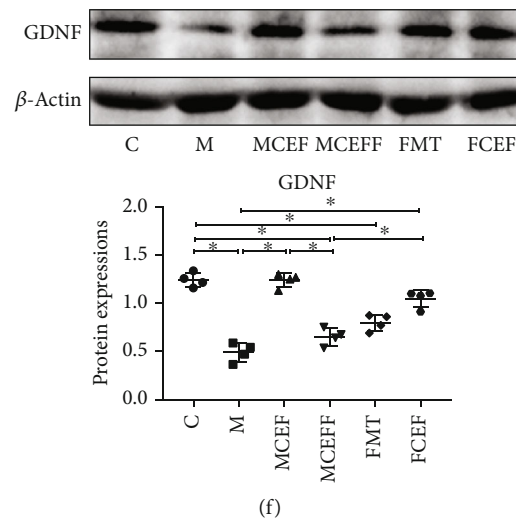 GDNF
β-Actin
C M MCEF MCEFF FMT FCEF
GDNF
*
*
* *
* * *
Protein expressions
2.0
1.5
1.0
0.5
0.0
C M MCEF MCEFF FMT FCEF
(f)